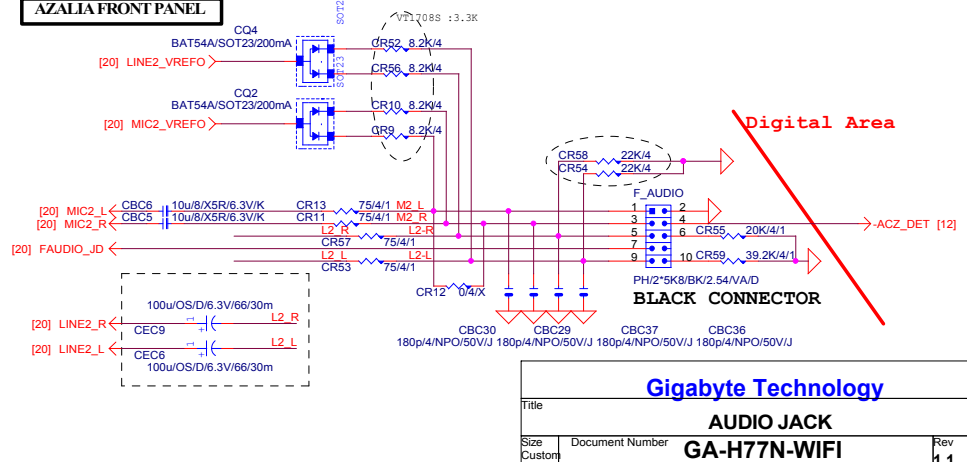 AZALIA FRONT PANEL
SOT2
VT1708S :3.3K
CQ4
BAT54A/SOT23/200mA
[20] LINE2_VREFO
CR52 8.2K/4
CR56 8.2K/4
SOT23
CQ2
BAT54A/SOT23/200mA
[20] MIC2_VREFO
CR10 8.2K/4
CR9 8.2K/4
Digital Area
CR58 22K/4
CR54 22K/4
F_AUDIO
[20] MIC2_L CBC6 10u/8/X5R/6.3V/K CR13 75/4/1 M2_L
[20] MIC2_R CBC5 10u/8/X5R/6.3V/K CR11 75/4/1 M2_R
L2_R L2-R
CR57 75/4/1
[20] FAUDIO_JD
L2_L L2-L
CR53 75/4/1
1 2
3 4
5 6
7
9 10
-ACZ_DET [12]
CR55 20K/4/1
CR59 39.2K/4/1
PH/2*5K8/BK/2.54/VA/D
BLACK CONNECTOR
CR12 0/4/X
100u/OS/D/6.3V/66/30m
[20] LINE2_R 1 + L2_R
CEC9
[20] LINE2_L 1 + L2_L
CEC6
100u/OS/D/6.3V/66/30m
CBC30 CBC29 CBC37 CBC36
180p/4/NPO/50V/J 180p/4/NPO/50V/J 180p/4/NPO/50V/J 180p/4/NPO/50V/J
Gigabyte Technology
Title
AUDIO JACK
Size Document Number Rev
Custom GA-H77N-WIFI 1.1